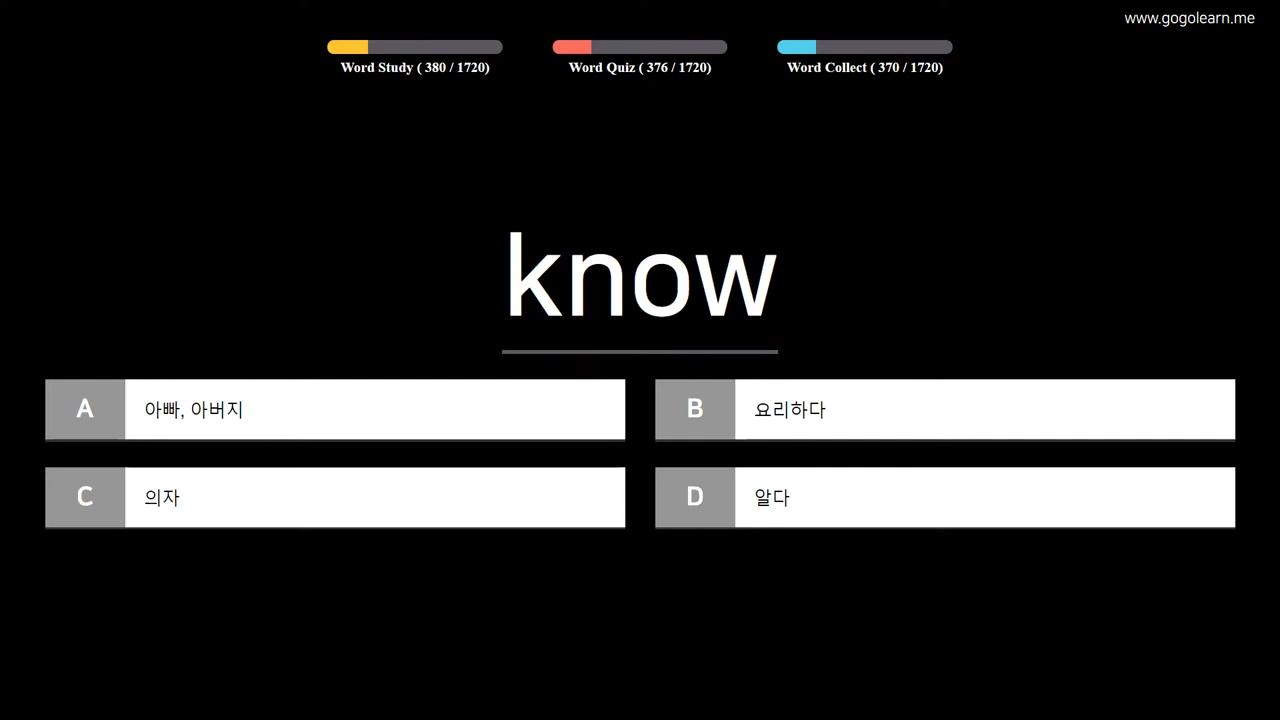 www.gogolearn.me
Word Study ( 380 / 1720)
Word Quiz ( 376 / 1720)
Word Collect ( 370 / 1720)
know
A 아빠, 아버지
B 요리하다
C 의자
D 알다